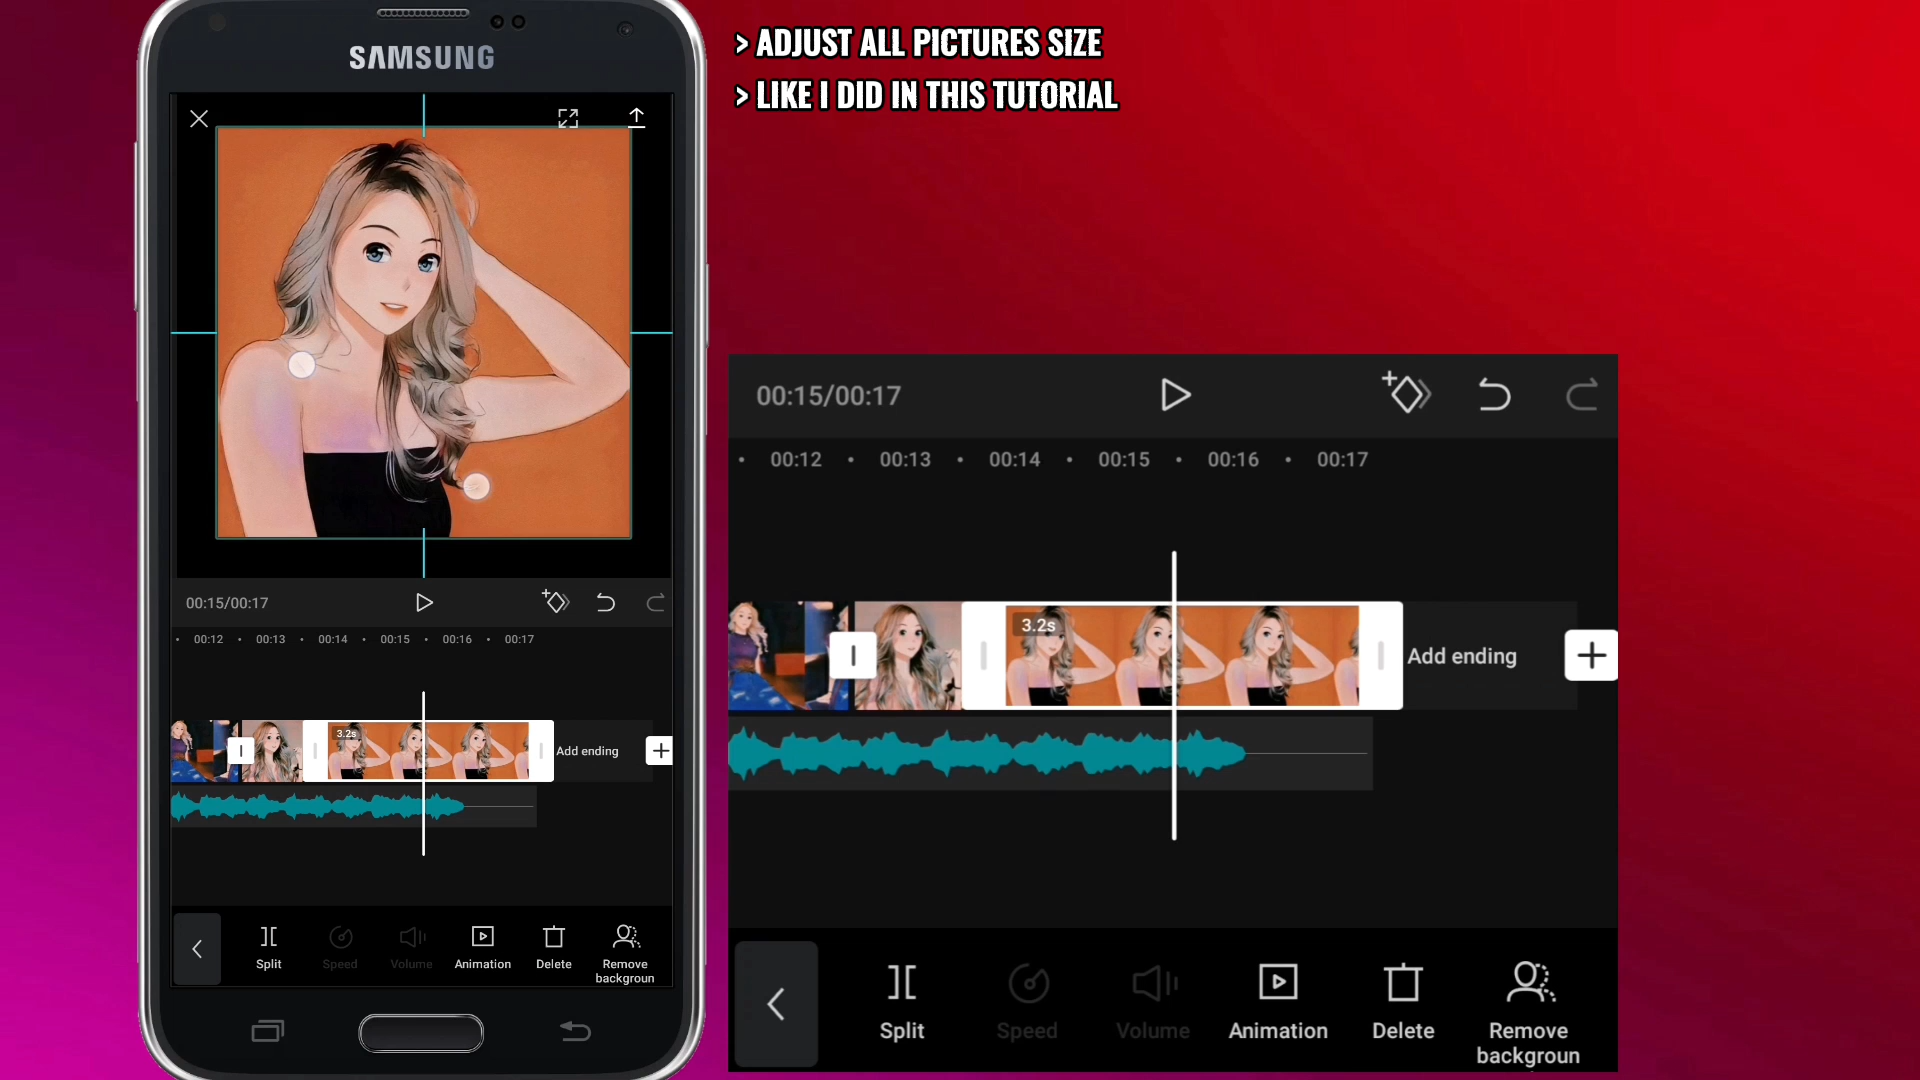 > ADJUST ALL PICTURES SIZE
> LIKE I DID IN THIS TUTORIAL
SAMSUNG
00:15/00:17
00:12 00:13 00:14 00:15 00:16 00:17
3.2s
Add ending
Split Speed Volume Animation Delete Remove
backgroun
00:15/00:17
00:12 00:13 00:14 00:15 00:16 00:17
3.2s
Add ending
Split Speed Volume Animation Delete Remove
backgroun